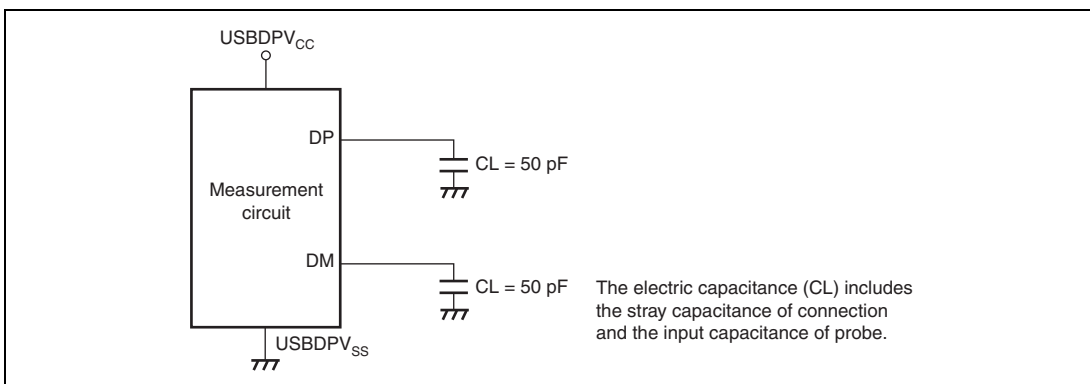 USBDPVCC
DP
CL = 50 pF
Measurement
circuit
DM
CL = 50 pF
The electric capacitance (CL) includes
the stray capacitance of connection
and the input capacitance of probe.
USBDPVSS